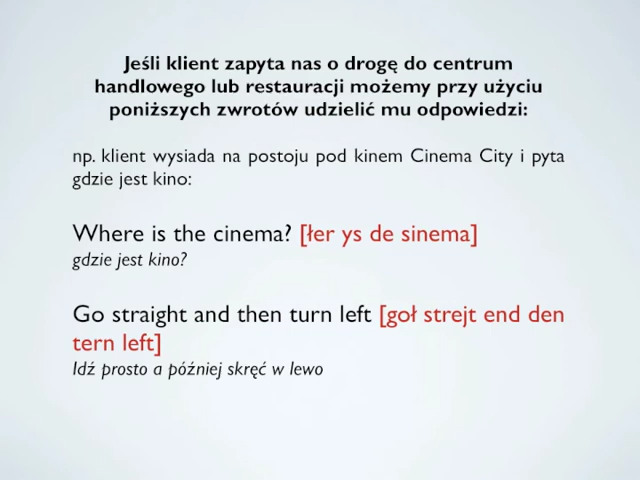 Jeśli klient zapyta nas o drogę do centrum
handlowego lub restauracji możemy przy użyciu
poniższych zwrotów udzielić mu odpowiedzi:
np. klient wysiada na postoju pod kinem Cinema City i pyta
gdzie jest kino:
Where is the cinema? [łer ys de sinema]
gdzie jest kino?
Go straight and then turn left [goł strejt end den
tern left]
Idź prosto a później skręć w lewo